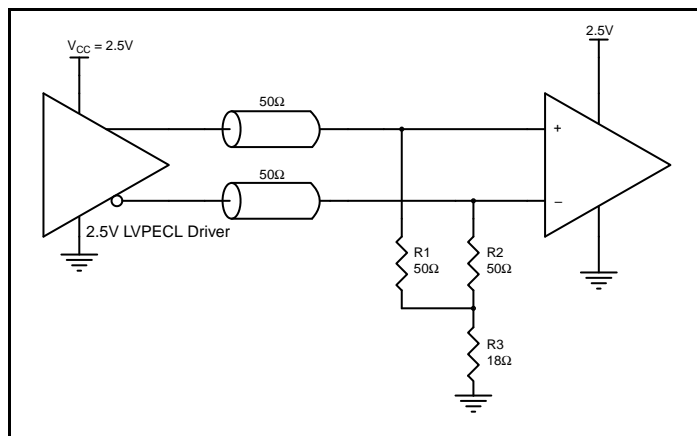 V_CC = 2.5V
2.5V
50Ω
+
50Ω
–
2.5V LVPECL Driver
R1
50Ω
R2
50Ω
R3
18Ω